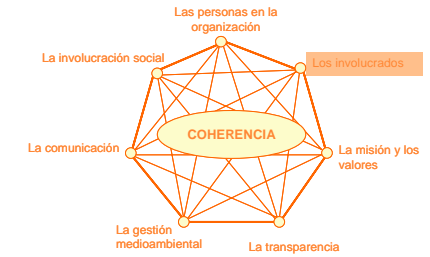 Las personas en la
organización
La involucración social
Los involucrados
COHERENCIA
La comunicación
La misión y los
valores
La gestión
medioambiental
La transparencia